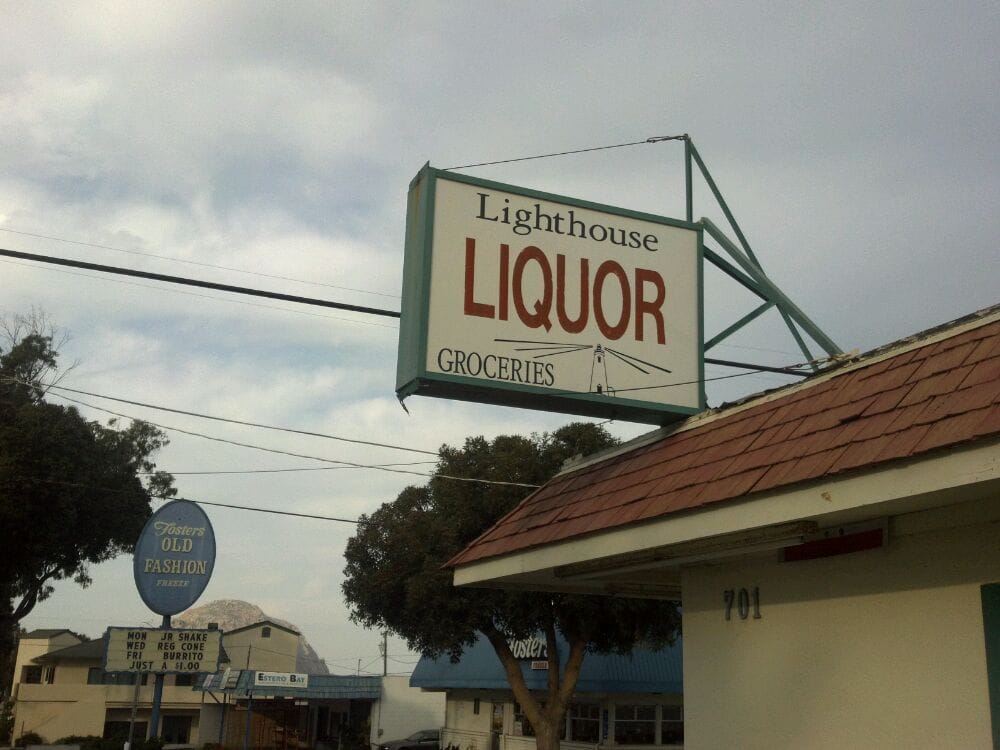 Lighthouse
LIQUOR
GROCERIES
701
Fosters
OLD
FASHION
FREEZE
MON JR SHAKE
WED REG CONE
FRI BURRITO
JUST A $1.00
ESTERO BAY
Foster's